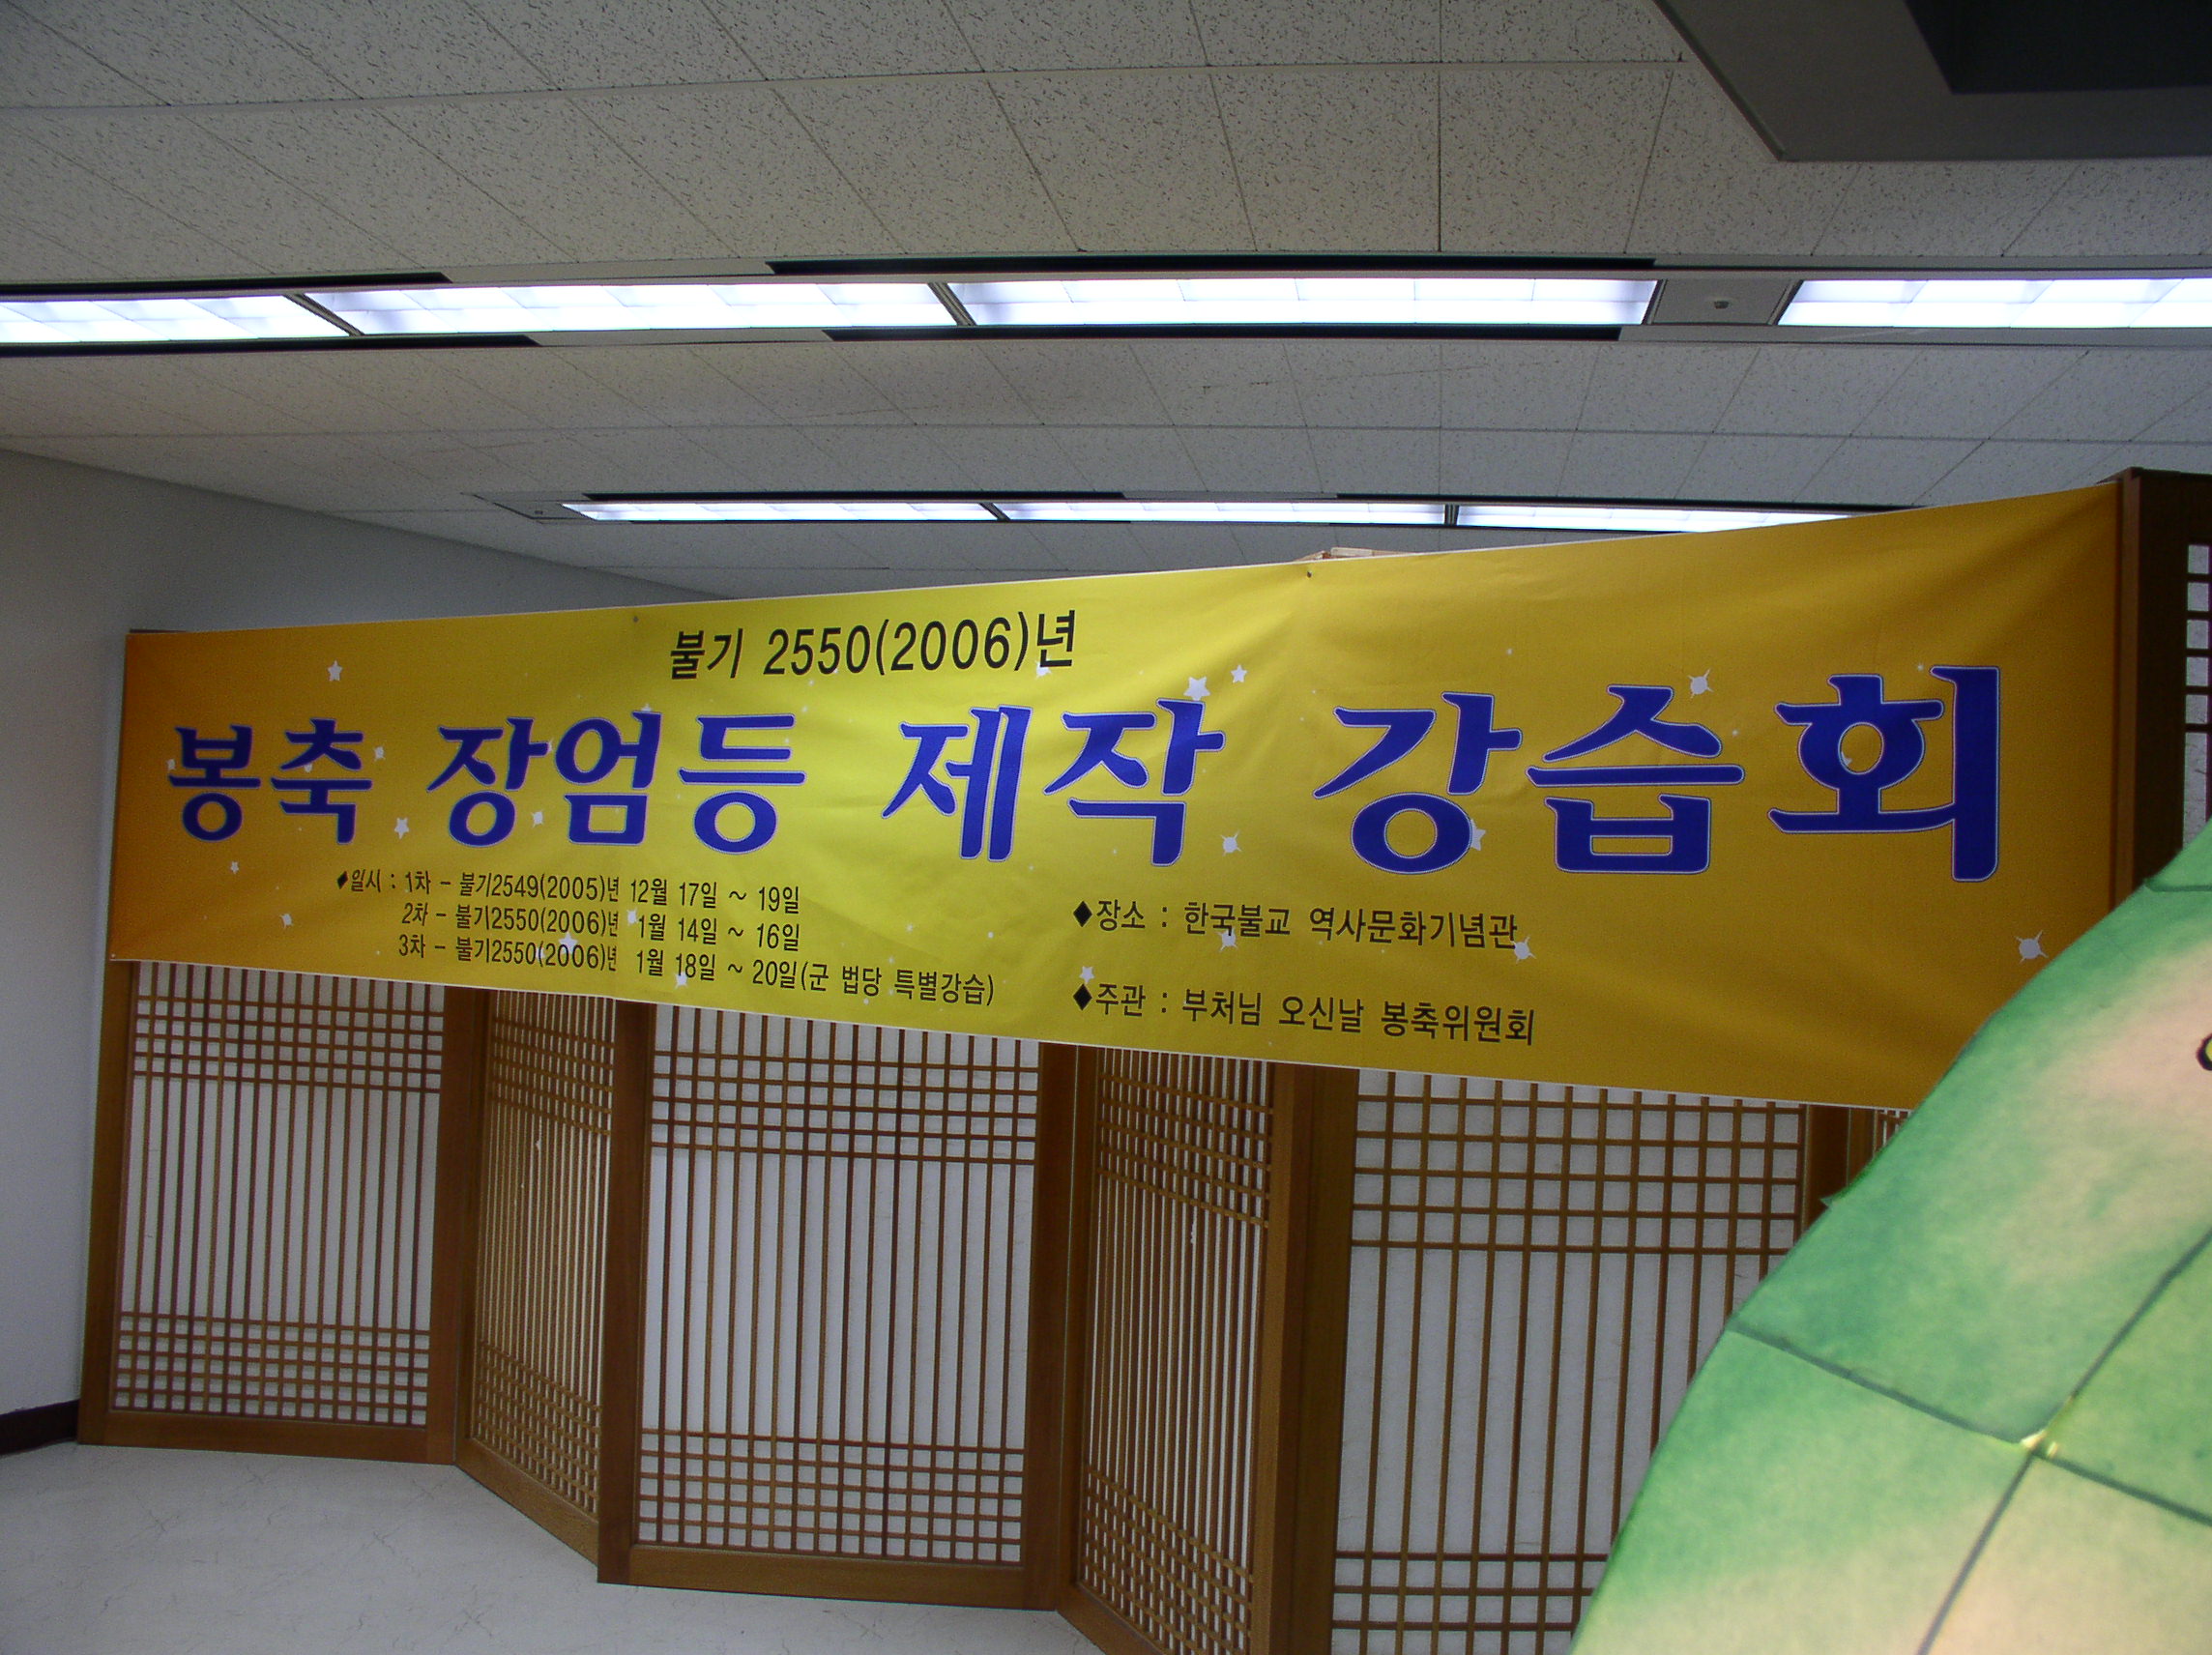 불기 2550(2006)년
봉축 장엄등 제작 강습회
♦일시 : 1차 - 불기2549(2005)년 12월 17일 ~ 19일
2차 - 불기2550(2006)년 1월 14일 ~ 16일
3차 - 불기2550(2006)년 1월 18일 ~ 20일(군 법당 특별강습)
♦장소 : 한국불교 역사문화기념관
♦주관 : 부처님 오신날 봉축위원회